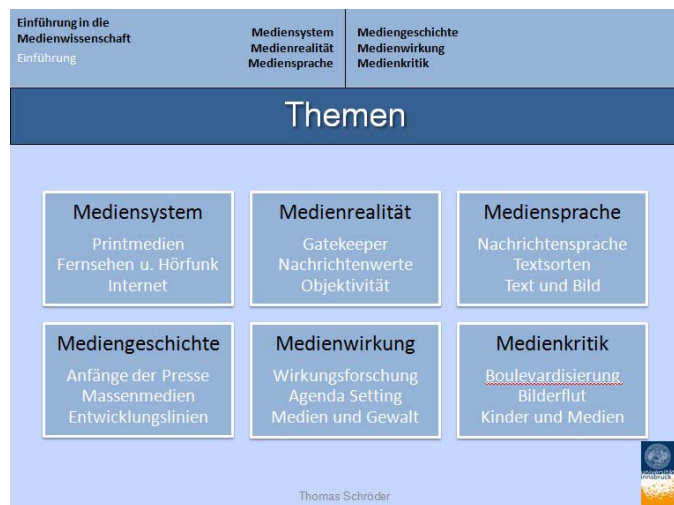 Einführung in die
Medienwissenschaft
Einführung
Mediensystem
Medienrealität
Mediensprache
Mediengeschichte
Medienwirkung
Medienkritik
Themen
Mediensystem
Printmedien
Fernsehen u. Hörfunk
Internet
Medienrealität
Gatekeeper
Nachrichtenwerte
Objektivität
Mediensprache
Nachrichtensprache
Textsorten
Text und Bild
Mediengeschichte
Anfänge der Presse
Massenmedien
Entwicklungslinien
Medienwirkung
Wirkungsforschung
Agenda Setting
Medien und Gewalt
Medienkritik
Boulevardisierung
Bilderflut
Kinder und Medien
Thomas Schröder
universität
innsbruck